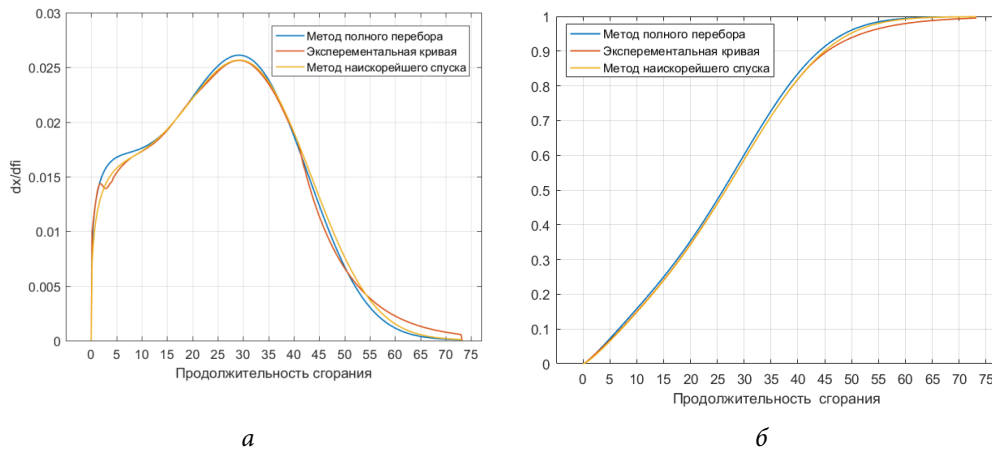 0.03
0.025
0.02
0.015
0.01
0.005
0
dx/dfi
Метод полного перебора
Эксперементальная кривая
Метод наискорейшего спуска
0 5 10 15 20 25 30 35 40 45 50 55 60 65 70 75
Продолжительность сгорания
а
1
0.9
0.8
0.7
0.6
0.5
0.4
0.3
0.2
0.1
0
Метод полного перебора
Эксперементальная кривая
Метод наискорейшего спуска
0 5 10 15 20 25 30 35 40 45 50 55 60 65 70 75
Продолжительность сгорания
б